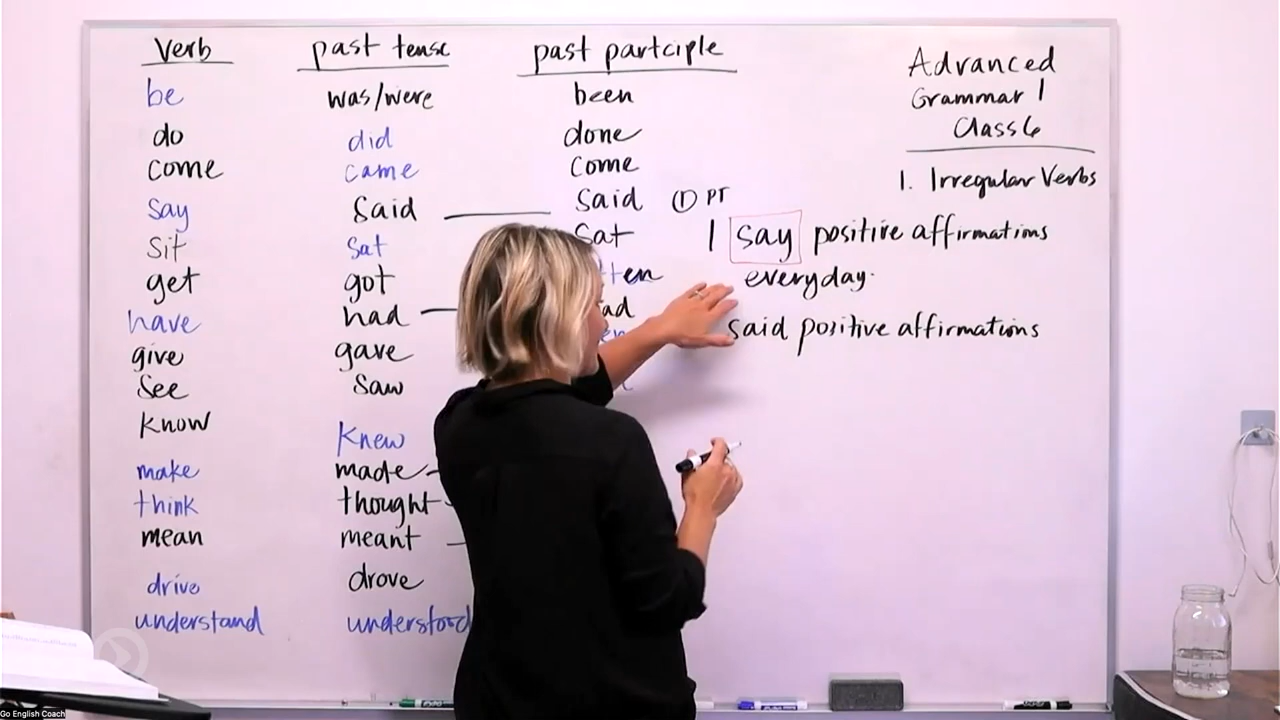 Verb past tense past partciple
be was/were been
do did done
come came come
Say Said Said
Sit Sat Sat
get got
have had
give gave
See Saw
Know Knew
make made
think thought
mean meant
drive drove
understand understood
Advanced
Grammar 1
Class 6
1. Irregular Verbs
① PT
I say positive affirmations
everyday.
said positive affirmations
Go English Coach